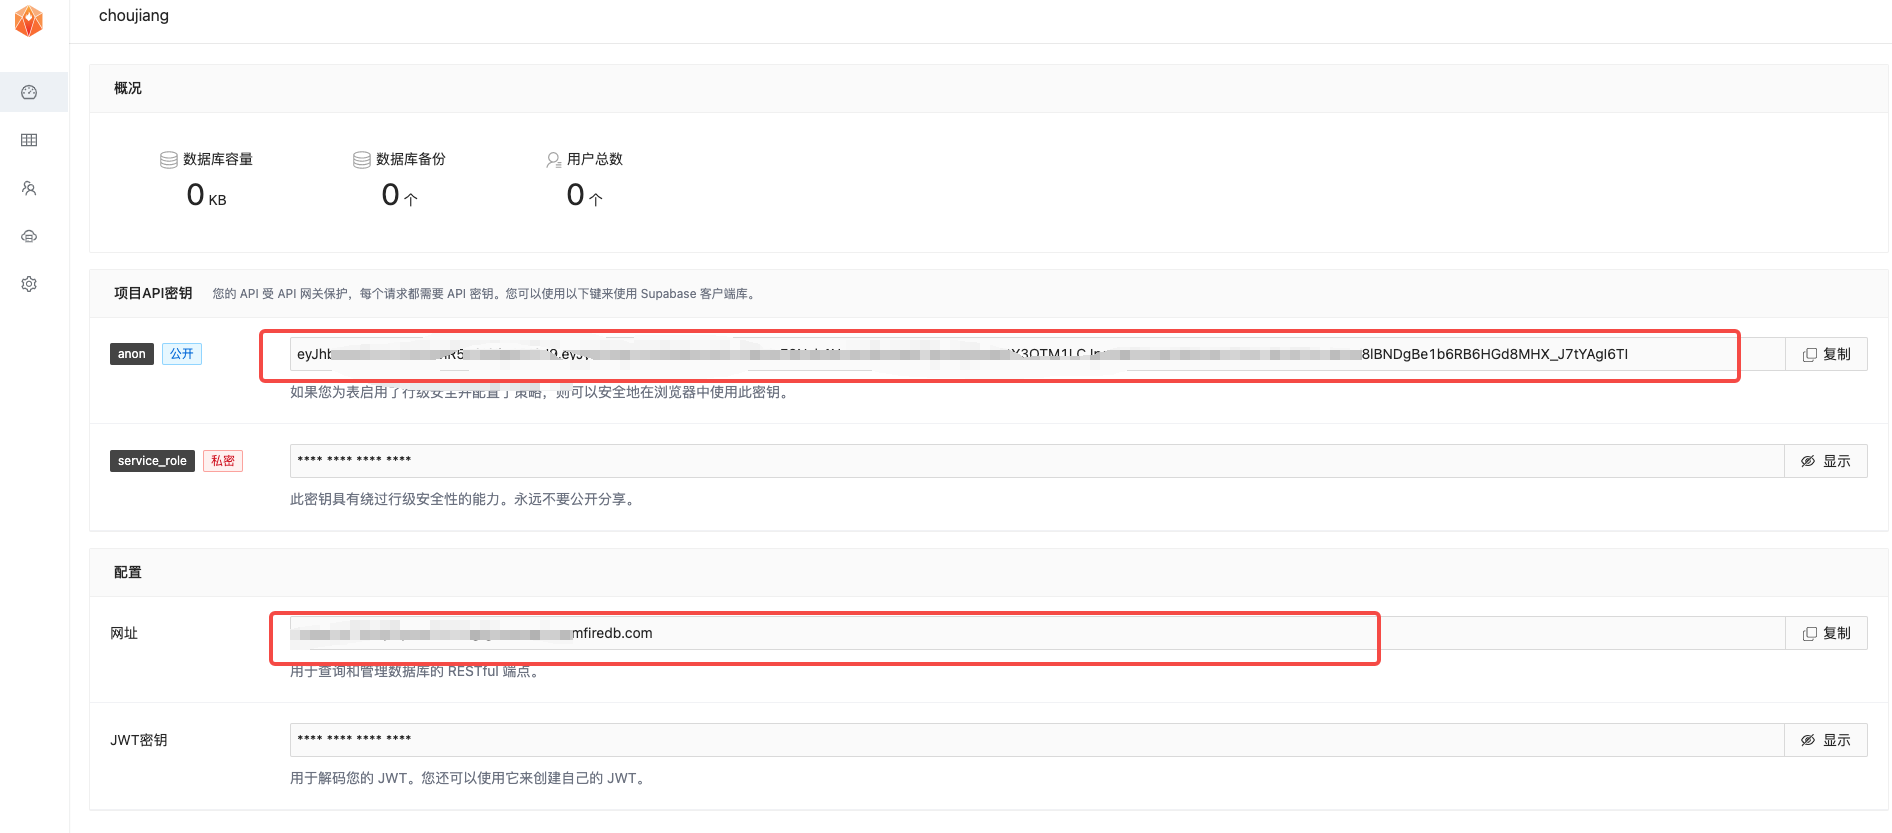 choujiang
概况
数据库容量 数据库备份 用户总数
0 KB 0 个 0 个
项目API密钥 您的 API 受 API 网关保护，每个请求都需要 API 密钥。您可以使用以下键来使用 Supabase 客户端库。
anon 公开 eyJhb 8lBNDgBe1b6RB6HGd8MHX_J7tYAgI6TI 复制
如果您为表启用了行级安全并配置了策略，则可以安全地在浏览器中使用此密钥。
service_role 私密 **** **** **** **** 显示
此密钥具有绕过行级安全性的能力。永远不要公开分享。
配置
网址 mfiredb.com 复制
用于查询和管理数据库的 RESTful 端点。
JWT密钥 **** **** **** **** 显示
用于解码您的 JWT。您还可以使用它来创建自己的 JWT。